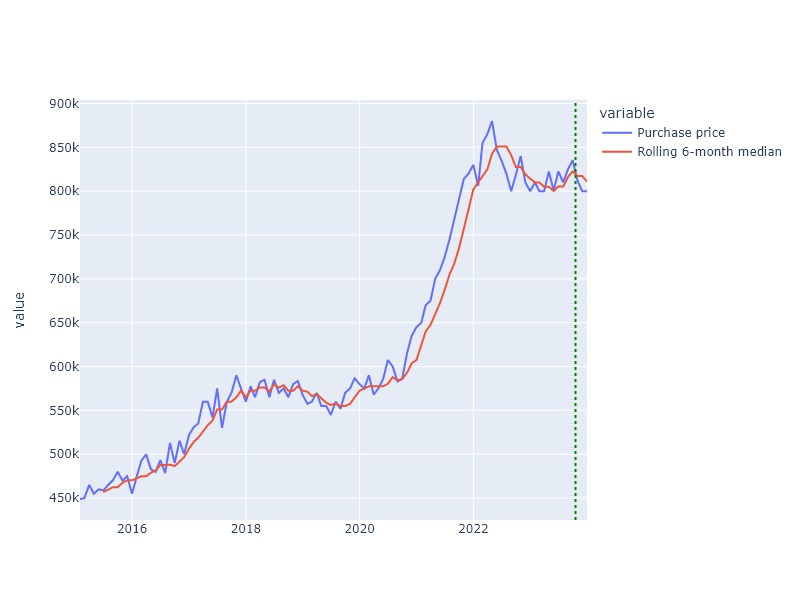 900k
850k
800k
750k
700k
650k
600k
550k
500k
450k
value
2016
2018
2020
2022
variable
Purchase price
Rolling 6-month median